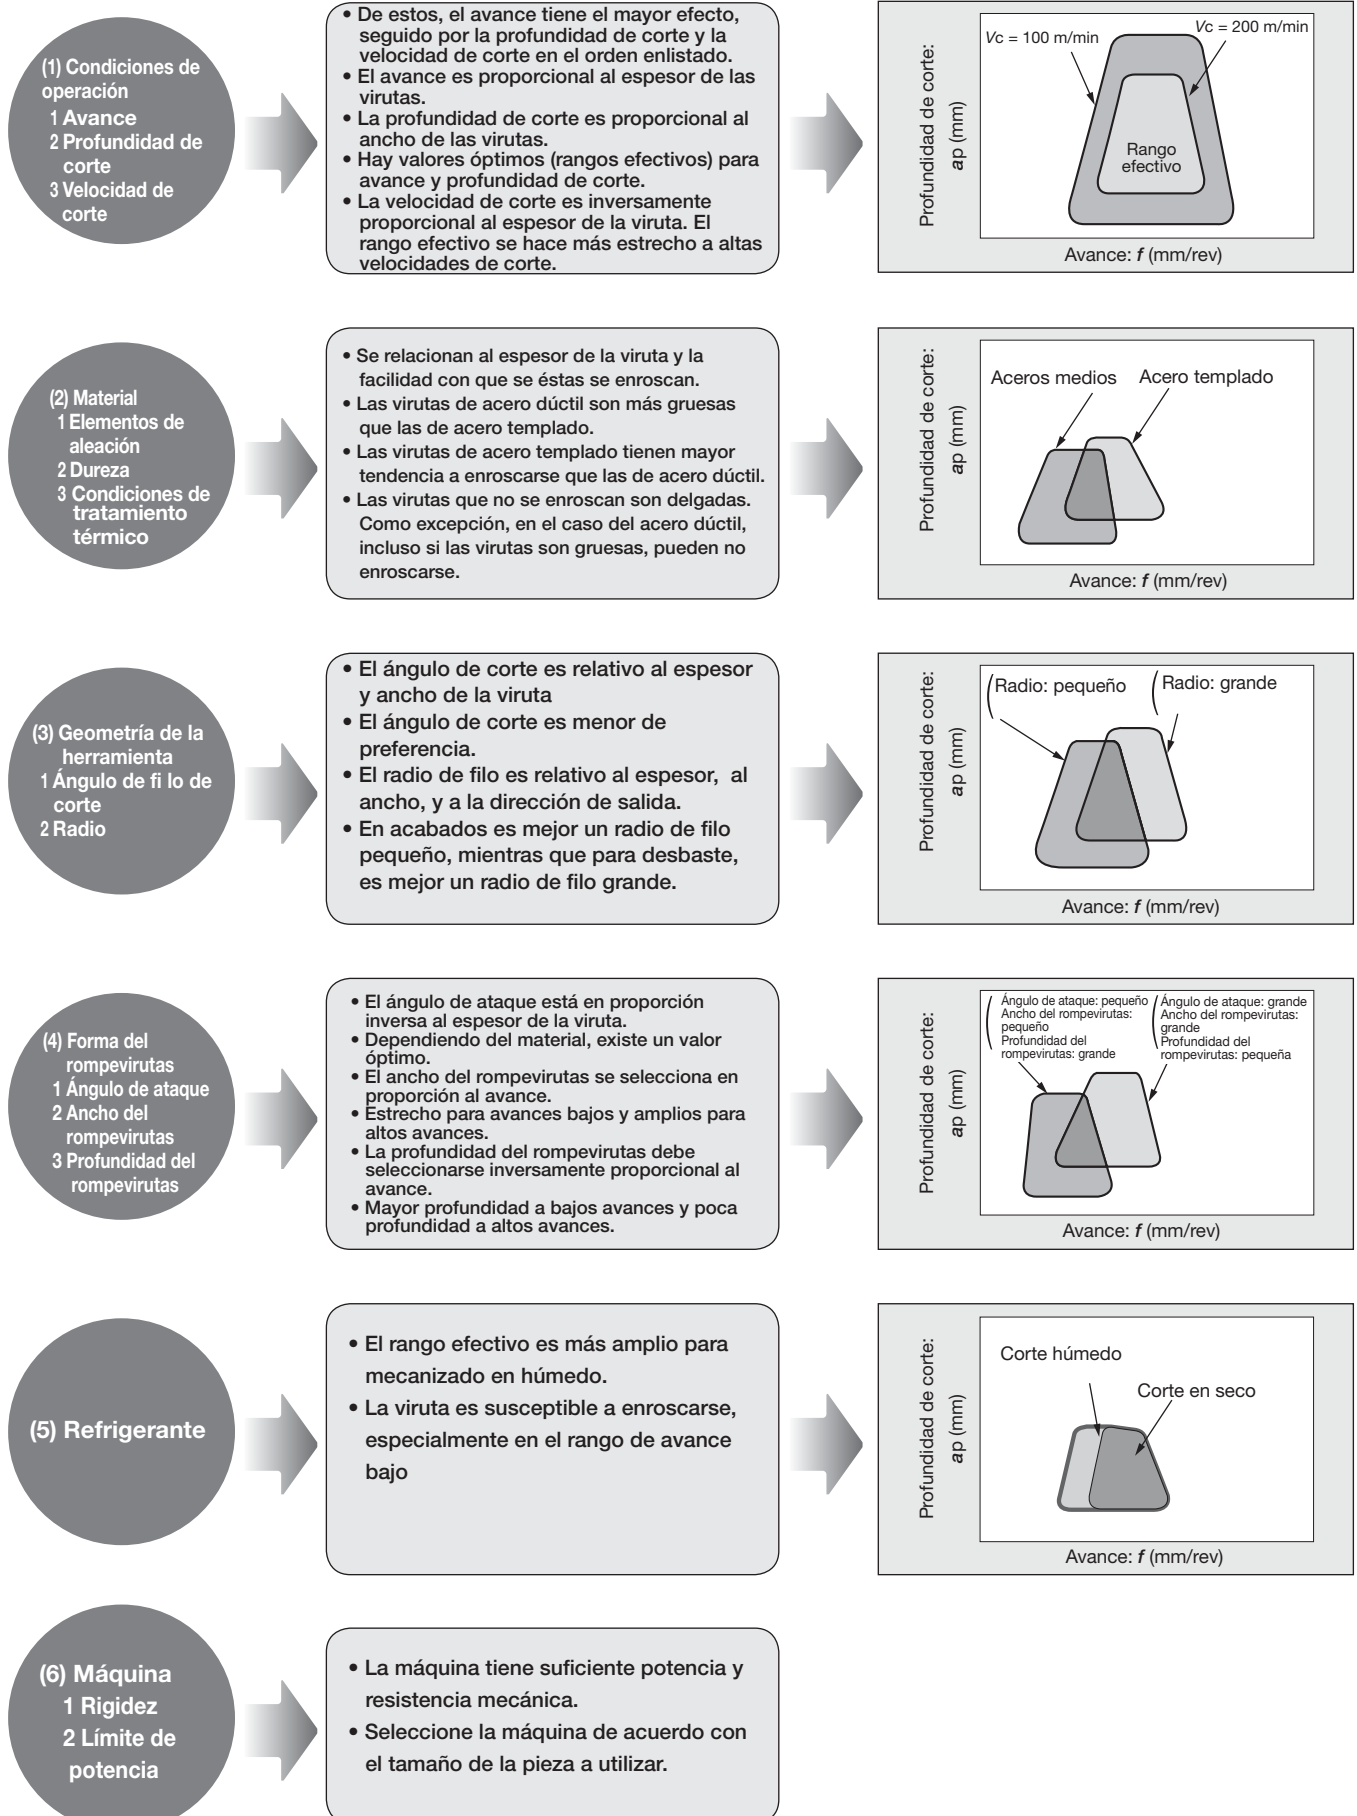 (1) Condiciones de
operación
1 Avance
2 Profundidad de
corte
3 Velocidad de
corte
• De estos, el avance tiene el mayor efecto,
seguido por la profundidad de corte y la
velocidad de corte en el orden enlistado.
• El avance es proporcional al espesor de las
virutas.
• La profundidad de corte es proporcional al
ancho de las virutas.
• Hay valores óptimos (rangos efectivos) para
avance y profundidad de corte.
• La velocidad de corte es inversamente
proporcional al espesor de la viruta. El
rango efectivo se hace más estrecho a altas
velocidades de corte.
Profundidad de corte:
ap (mm)
Vc = 100 m/min
Vc = 200 m/min
Rango
efectivo
Avance: f (mm/rev)
(2) Material
1 Elementos de
aleación
2 Dureza
3 Condiciones de
tratamiento
térmico
• Se relacionan al espesor de la viruta y la
facilidad con que se éstas se enroscan.
• Las virutas de acero dúctil son más gruesas
que las de acero templado.
• Las virutas de acero templado tienen mayor
tendencia a enroscarse que las de acero dúctil.
• Las virutas que no se enroscan son delgadas.
Como excepción, en el caso del acero dúctil,
incluso si las virutas son gruesas, pueden no
enroscarse.
Profundidad de corte:
ap (mm)
Aceros medios
Acero templado
Avance: f (mm/rev)
(3) Geometría de la
herramienta
1 Ángulo de fi lo de
corte
2 Radio
• El ángulo de corte es relativo al espesor
y ancho de la viruta
• El ángulo de corte es menor de
preferencia.
• El radio de filo es relativo al espesor, al
ancho, y a la dirección de salida.
• En acabados es mejor un radio de filo
pequeño, mientras que para desbaste,
es mejor un radio de filo grande.
Profundidad de corte:
ap (mm)
(Radio: pequeño
(Radio: grande
Avance: f (mm/rev)
(4) Forma del
rompevirutas
1 Ángulo de ataque
2 Ancho del
rompevirutas
3 Profundidad del
rompevirutas
• El ángulo de ataque está en proporción
inversa al espesor de la viruta.
• Dependiendo del material, existe un valor
óptimo.
• El ancho del rompevirutas se selecciona en
proporción al avance.
• Estrecho para avances bajos y amplios para
altos avances.
• La profundidad del rompevirutas debe
seleccionarse inversamente proporcional al
avance.
• Mayor profundidad a bajos avances y poca
profundidad a altos avances.
Profundidad de corte:
ap (mm)
(Ángulo de ataque: pequeño
Ancho del rompevirutas:
pequeño
Profundidad del
rompevirutas: grande
(Ángulo de ataque: grande
Ancho del rompevirutas:
grande
Profundidad del
rompevirutas: pequeña
Avance: f (mm/rev)
(5) Refrigerante
• El rango efectivo es más amplio para
mecanizado en húmedo.
• La viruta es susceptible a enroscarse,
especialmente en el rango de avance
bajo
Profundidad de corte:
ap (mm)
Corte húmedo
Corte en seco
Avance: f (mm/rev)
(6) Máquina
1 Rigidez
2 Límite de
potencia
• La máquina tiene suficiente potencia y
resistencia mecánica.
• Seleccione la máquina de acuerdo con
el tamaño de la pieza a utilizar.